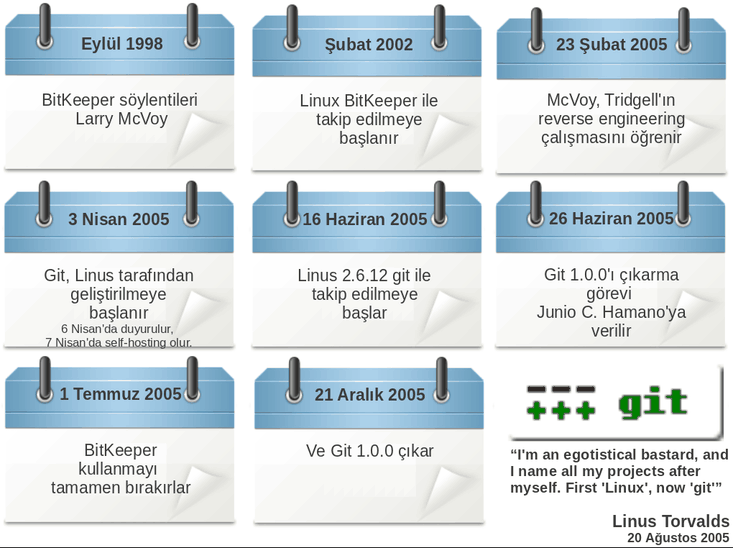 Eylül 1998
BitKeeper söylentileri
Larry McVoy
Şubat 2002
Linux BitKeeper ile
takip edilmeye
başlanır
23 Şubat 2005
McVoy, Tridgell'ın
reverse engineering
çalışmasını öğrenir
3 Nisan 2005
Git, Linus tarafından
geliştirilmeye
başlanır
6 Nisan'da duyurulur,
7 Nisan'da self-hosting olur.
16 Haziran 2005
Linus 2.6.12 git ile
takip edilmeye
başlar
26 Haziran 2005
Git 1.0.0'ı çıkarma
görevi
Junio C. Hamano'ya
verilir
1 Temmuz 2005
BitKeeper
kullanmayı
tamamen bırakırlar
21 Aralık 2005
Ve Git 1.0.0 çıkar
git
“I'm an egotistical bastard, and
I name all my projects after
myself. First 'Linux', now 'git'”
Linus Torvalds
20 Ağustos 2005